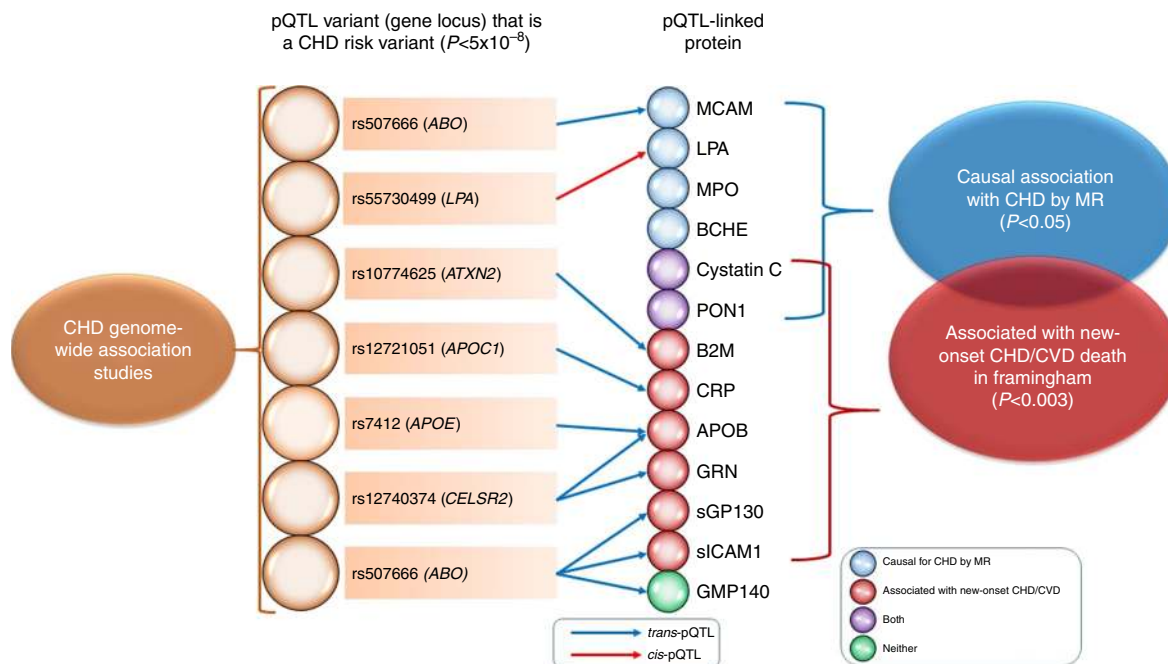 pQTL variant (gene locus) that is
a CHD risk variant (P<5x10⁻⁸)
pQTL-linked
protein
CHD genome-
wide association
studies
rs507666 (ABO)
rs55730499 (LPA)
rs10774625 (ATXN2)
rs12721051 (APOC1)
rs7412 (APOE)
rs12740374 (CELSR2)
rs507666 (ABO)
MCAM
LPA
MPO
BCHE
Cystatin C
PON1
B2M
CRP
APOB
GRN
sGP130
sICAM1
GMP140
Causal association
with CHD by MR
(P<0.05)
Associated with new-
onset CHD/CVD death
in framingham
(P<0.003)
trans-pQTL
cis-pQTL
Causal for CHD by MR
Associated with new-onset CHD/CVD
Both
Neither